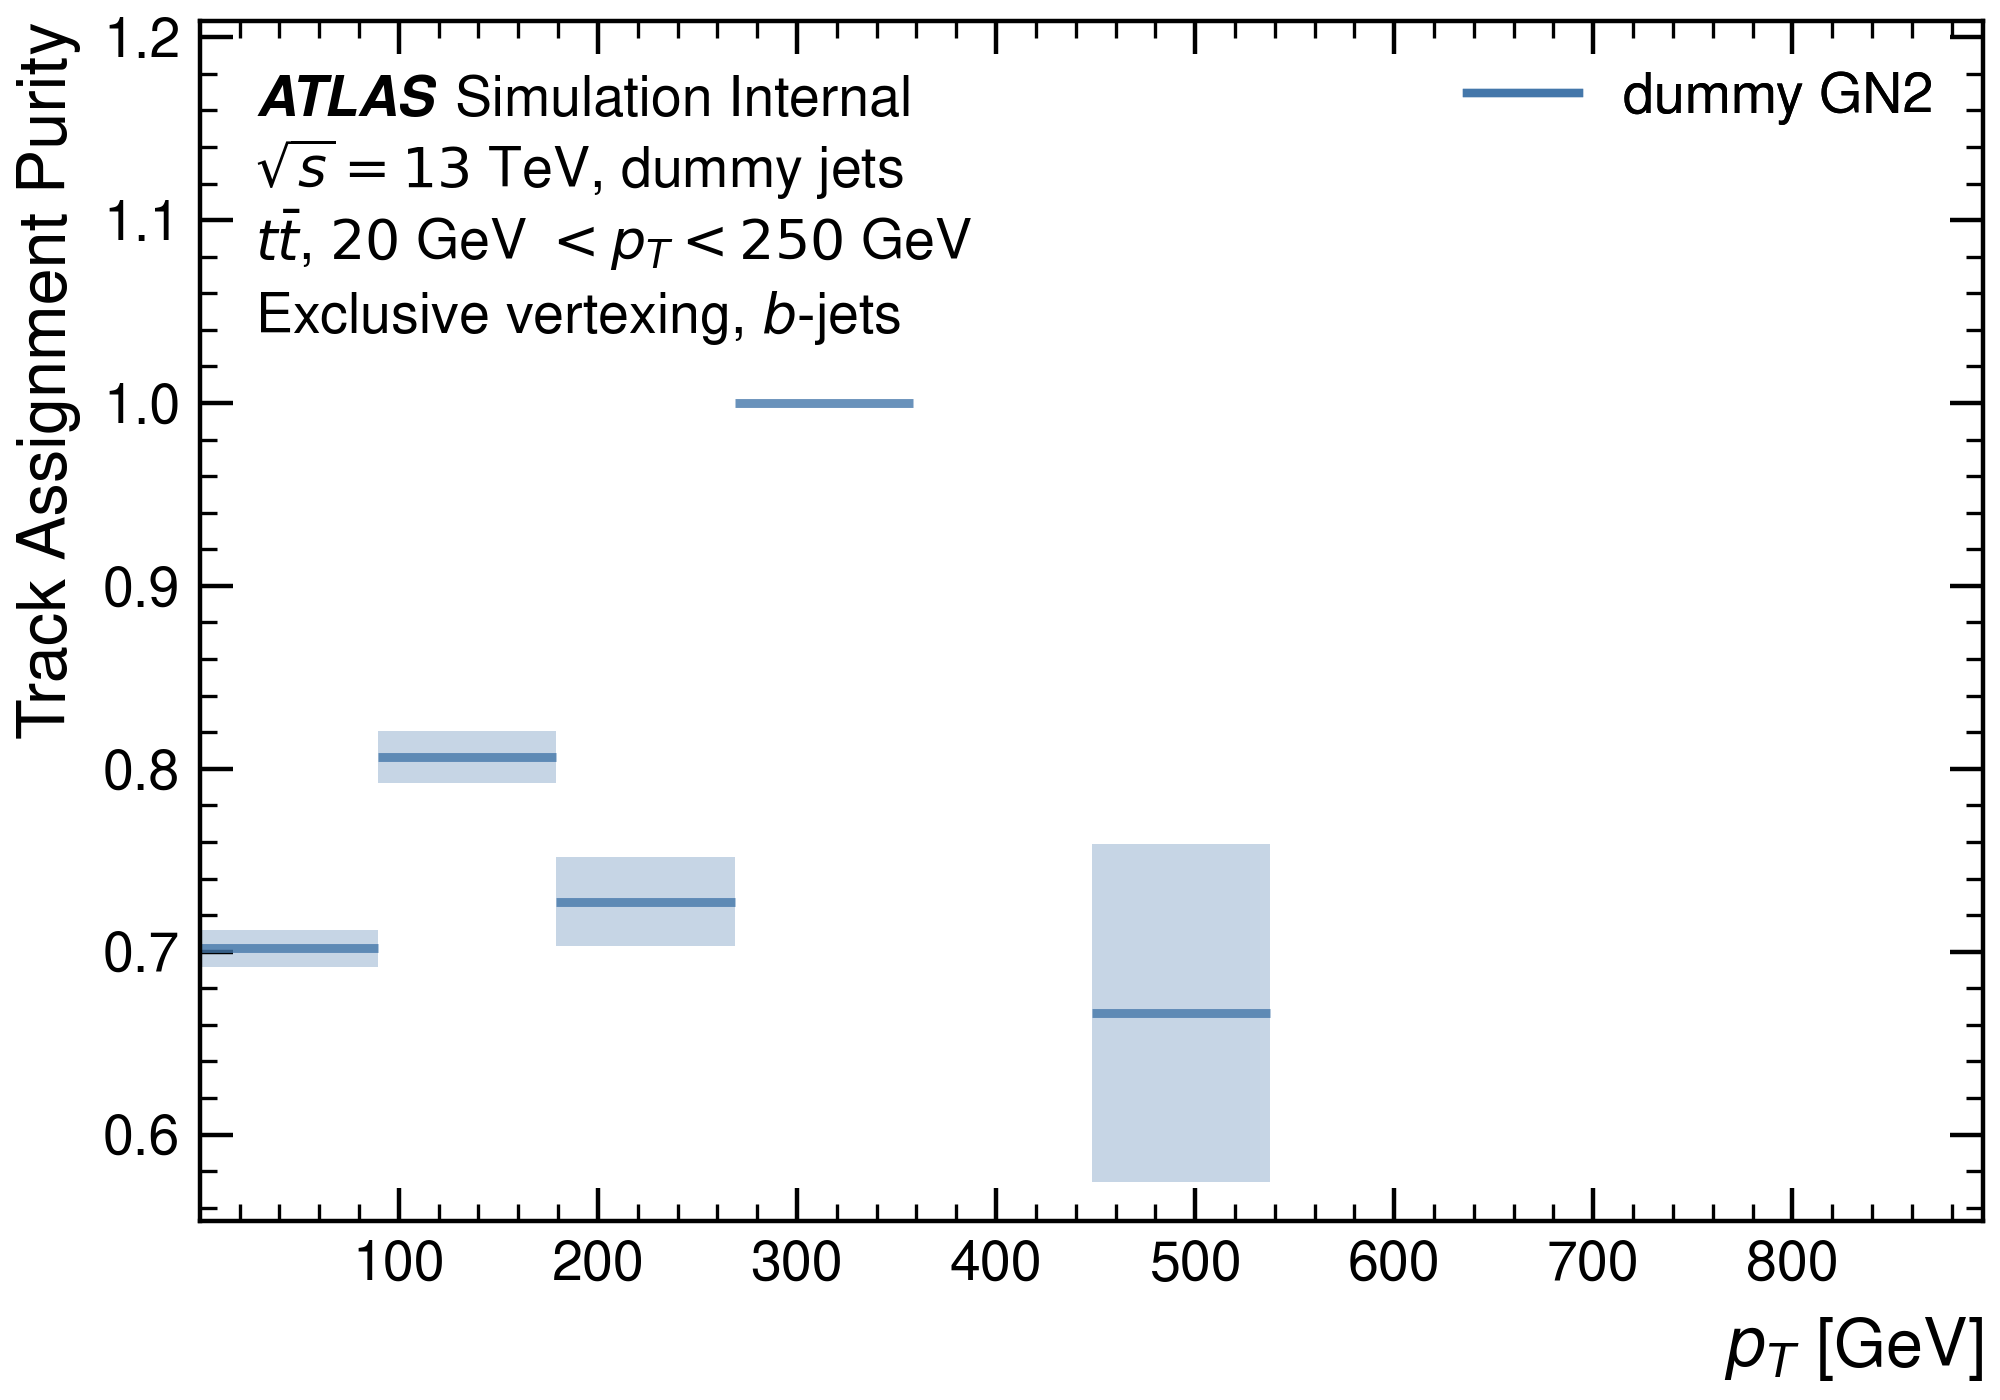 Track Assignment Purity
1.2
1.1
1.0
0.9
0.8
0.7
0.6
ATLAS Simulation Internal
√s = 13 TeV, dummy jets
tt̄, 20 GeV < p_T < 250 GeV
Exclusive vertexing, b-jets
dummy GN2
100 200 300 400 500 600 700 800
p_T [GeV]